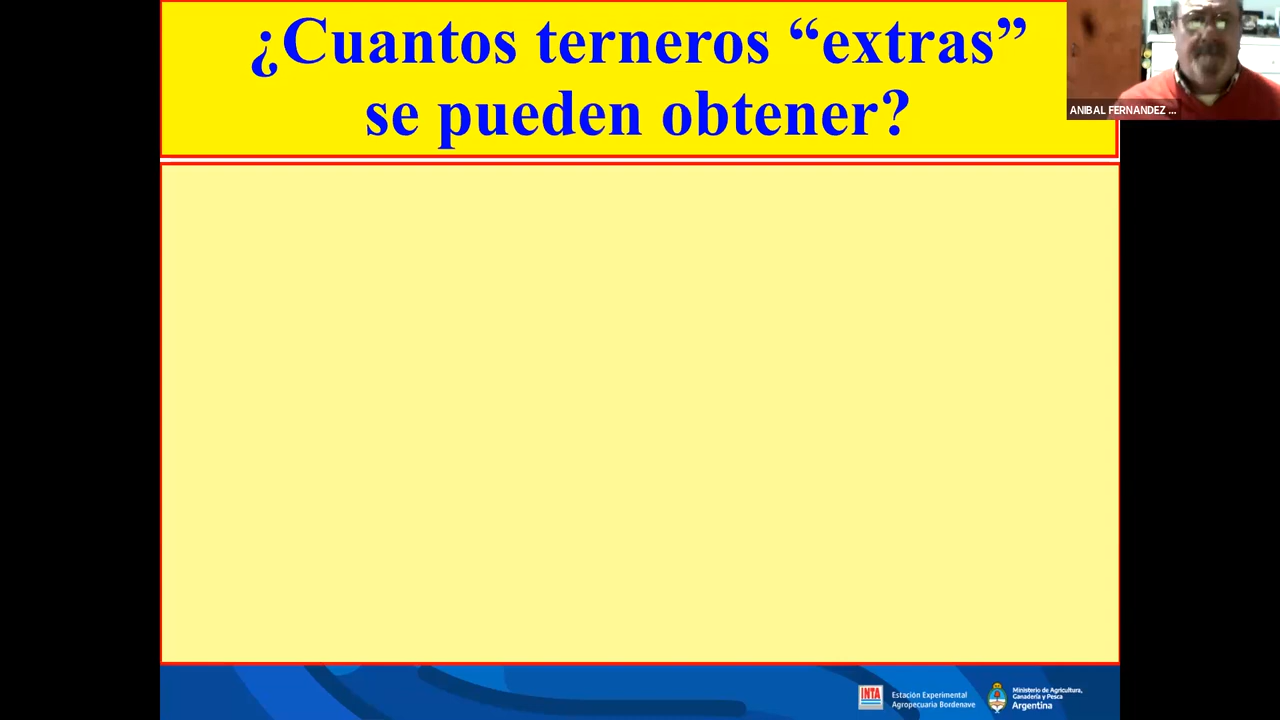 ¿Cuantos terneros “extras”
se pueden obtener?
ANIBAL FERNANDEZ ...
INTA
Estación Experimental
Agropecuaria Bordenave
Ministerio de Agricultura,
Ganadería y Pesca
Argentina